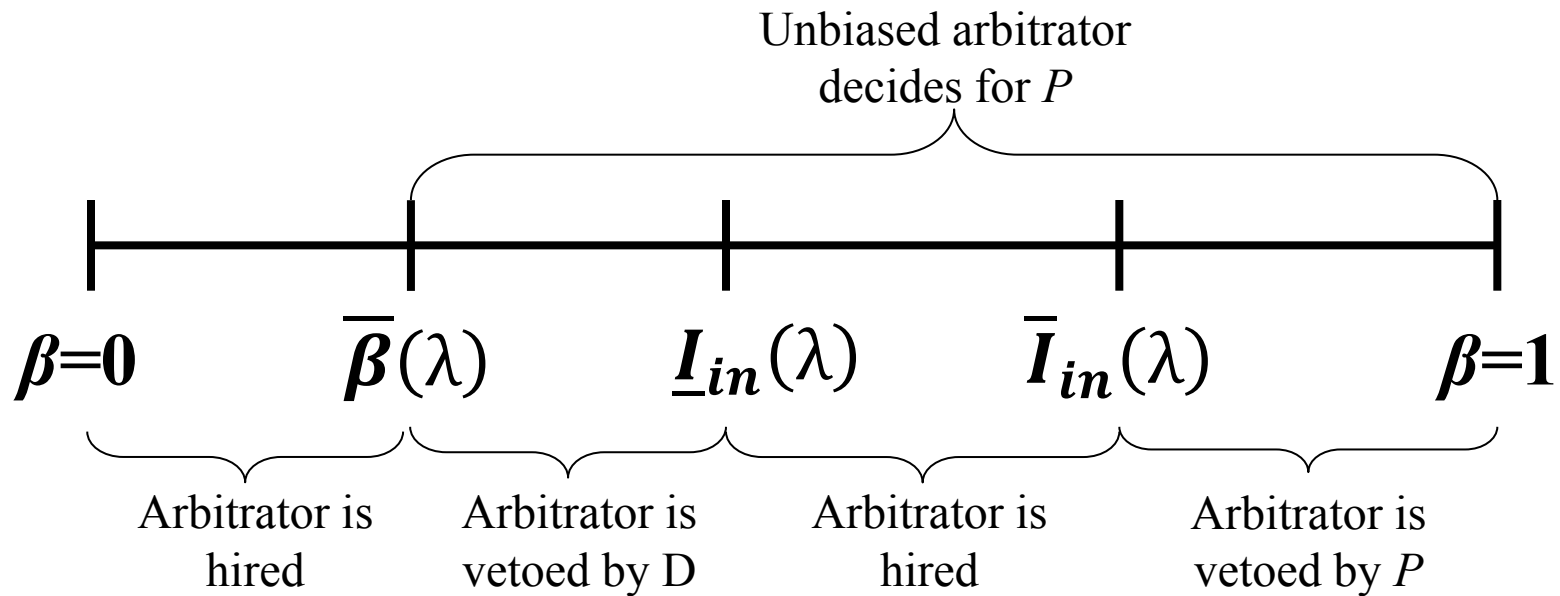 Unbiased arbitrator
decides for P
β=0 β̅(λ) I̲in(λ) I̅in(λ) β=1
Arbitrator is Arbitrator is Arbitrator is Arbitrator is
hired vetoed by D hired vetoed by P